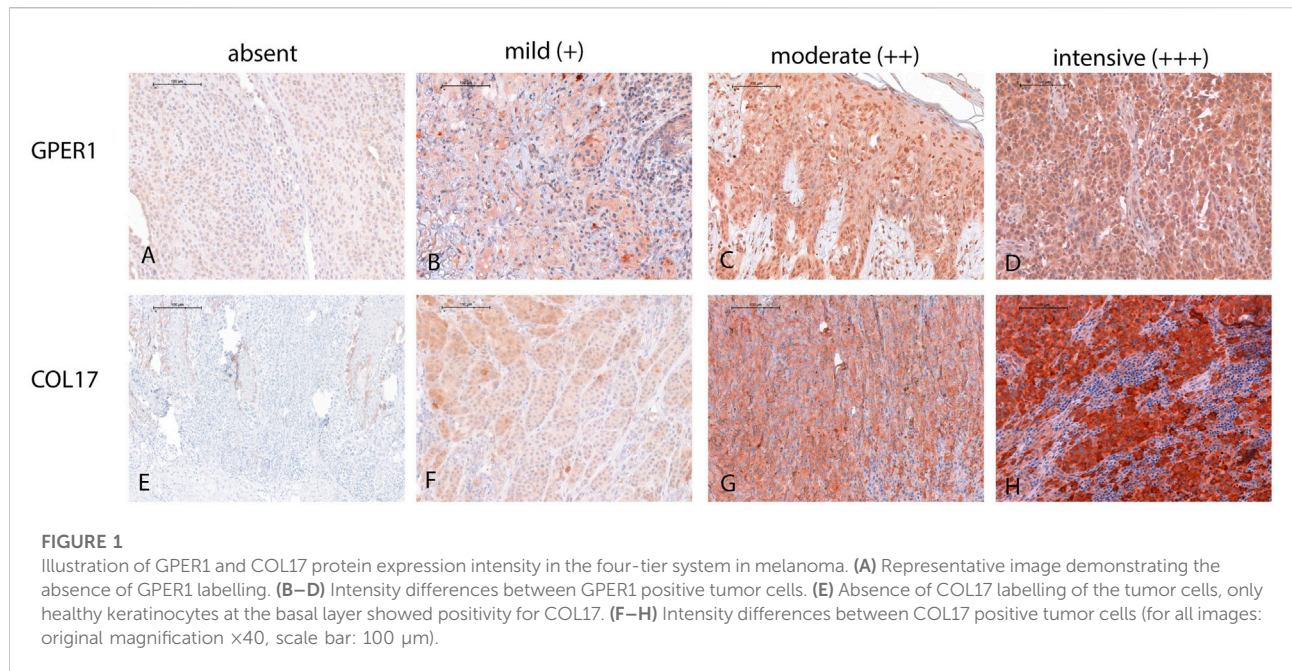 absent
mild (+)
moderate (++)
intensive (+++)
GPER1
A
B
C
D
COL17
E
F
G
H
FIGURE 1
Illustration of GPER1 and COL17 protein expression intensity in the four-tier system in melanoma. (A) Representative image demonstrating the
absence of GPER1 labelling. (B–D) Intensity differences between GPER1 positive tumor cells. (E) Absence of COL17 labelling of the tumor cells, only
healthy keratinocytes at the basal layer showed positivity for COL17. (F–H) Intensity differences between COL17 positive tumor cells (for all images:
original magnification ×40, scale bar: 100 μm).